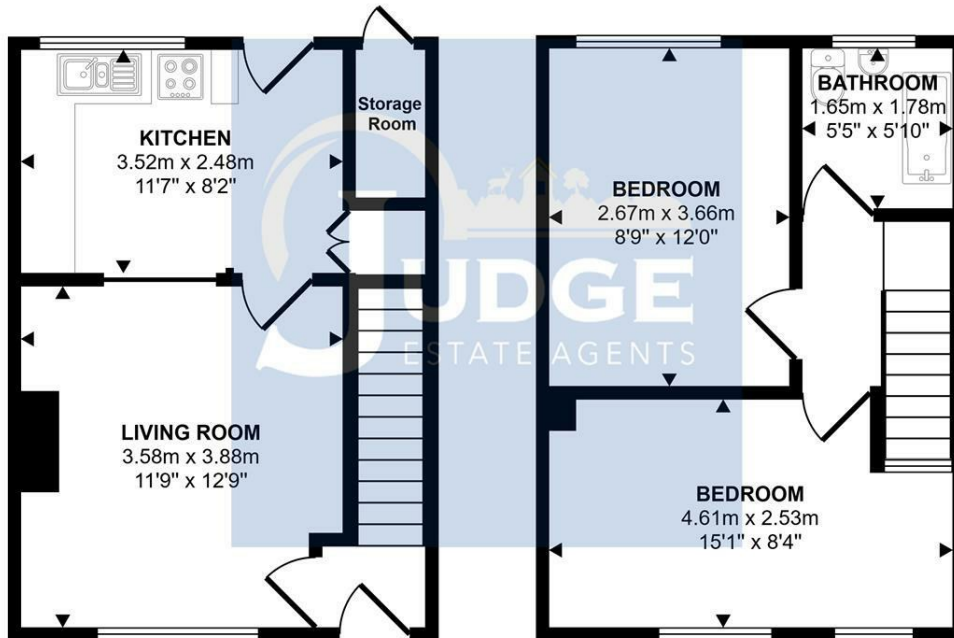 KITCHEN
3.52m x 2.48m
11'7" x 8'2"
Storage
Room
LIVING ROOM
3.58m x 3.88m
11'9" x 12'9"
BEDROOM
2.67m x 3.66m
8'9" x 12'0"
BATHROOM
1.65m x 1.78m
5'5" x 5'10"
BEDROOM
4.61m x 2.53m
15'1" x 8'4"
JUDGE
ESTATE AGENTS